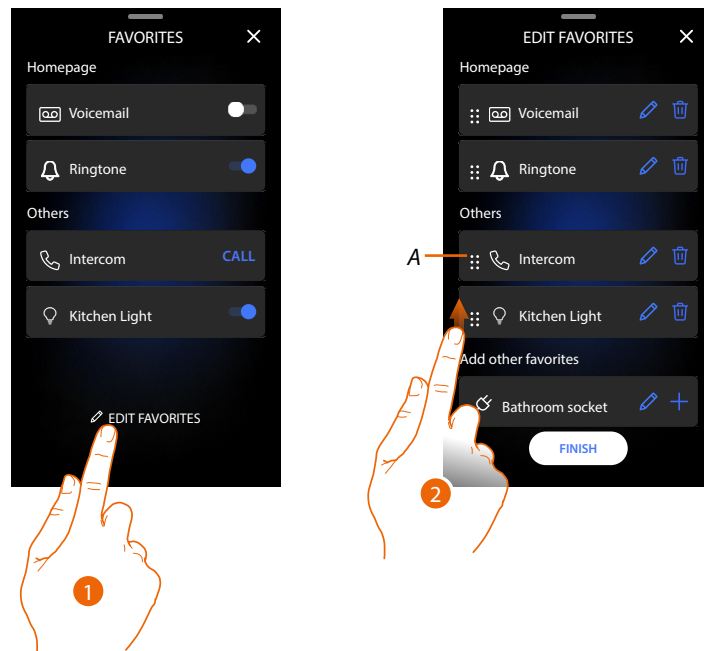 FAVORITES
Homepage
Voicemail
Ringtone
Others
Intercom CALL
Kitchen Light
EDIT FAVORITES
1
EDIT FAVORITES
Homepage
Voicemail
Ringtone
Others
A
Intercom
Kitchen Light
Add other favorites
Bathroom socket
FINISH
2